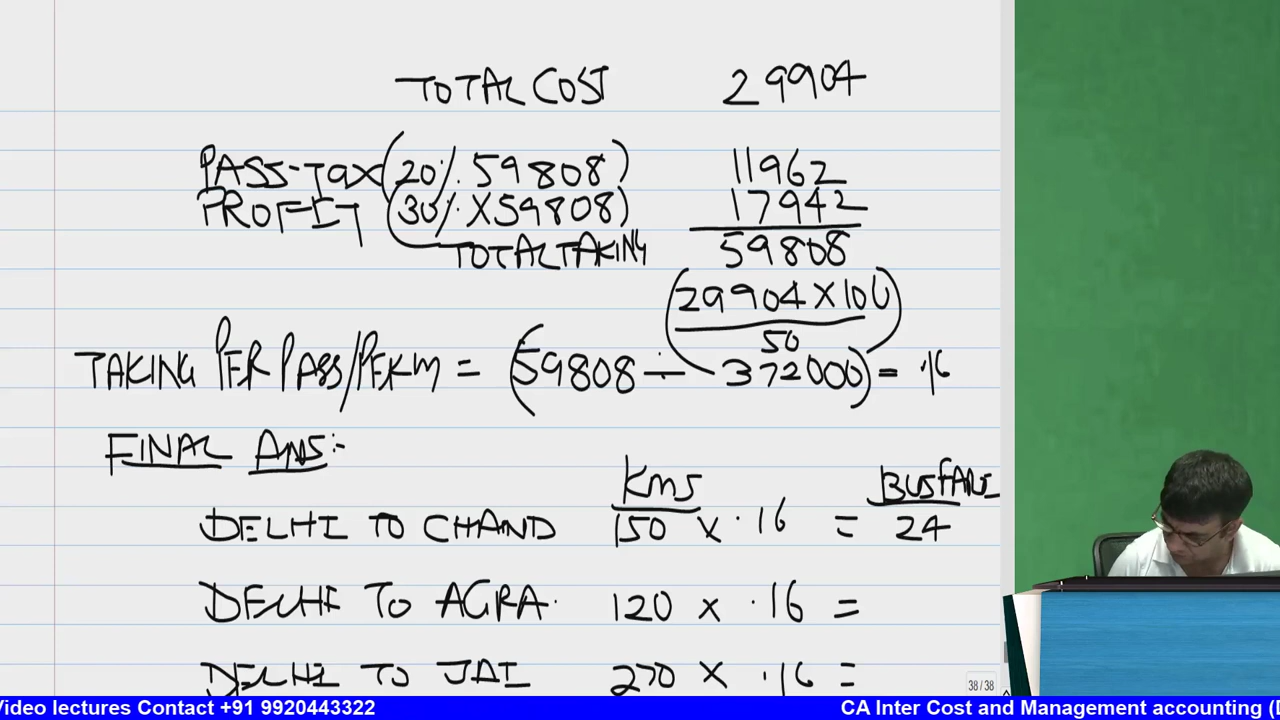 TOTAL COST 29904
PASS-TAX (20%. 59808) 11962
PROFIT (30%. X 59808) 17942
TOTAL TAKING 59808
(29904 X 100
50)
TAKING PER PASS/PERKM = (59808 ÷ 372000) = .16
FINAL ANS:-
KMS BUSFARE
DELHI TO CHAND 150 X .16 = 24
DELHI TO AGRA. 120 X .16 =
DELHI TO JAI 270 X .16 =
38 / 38
Video lectures Contact +91 9920443322 CA Inter Cost and Management accounting (